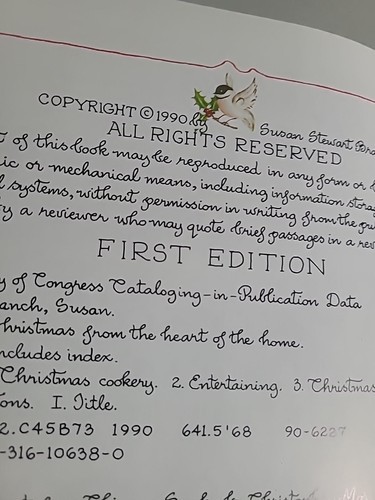 COPYRIGHT © 1990 by Susan Stewart Bra
ALL RIGHTS RESERVED
of this book may be reproduced in any form or
ic or mechanical means, including information stora
systems, without permission in writing from the pu
by a reviewer who may quote brief passages in a rev
FIRST EDITION
y of Congress Cataloging-in-Publication Data
anch, Susan.
hristmas from the heart of the home.
ncludes index.
Christmas cookery. 2. Entertaining. 3. Christmas
ons. I. Title.
2.C45B73 1990 641.5'68 90-6227
-316-10638-0